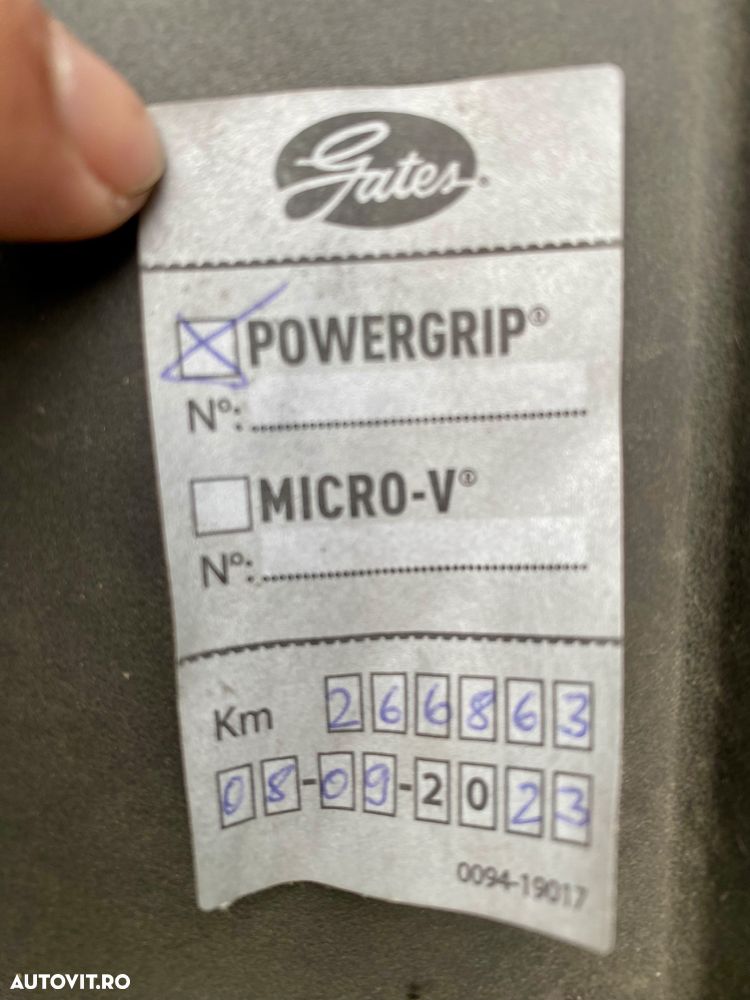 Gates®
POWERGRIP®
N°:
MICRO-V®
N°:
Km 266863
08-09-2023
0094-19017
AUTOVIT.RO